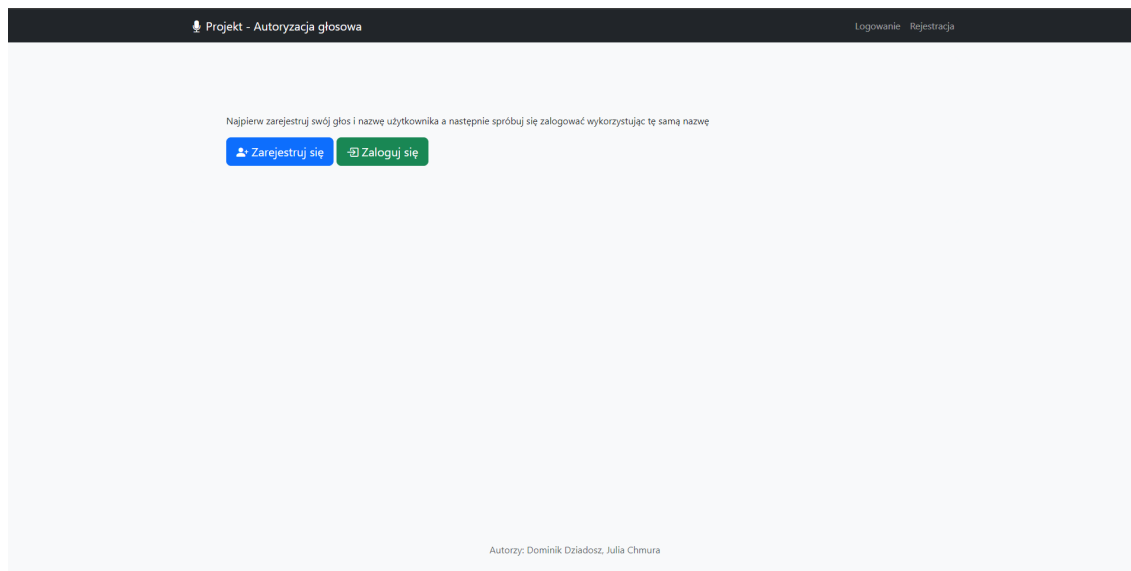 Projekt - Autoryzacja głosowa
Logowanie Rejestracja
Najpierw zarejestruj swój głos i nazwę użytkownika a następnie spróbuj się zalogować wykorzystując tę samą nazwę
Zarejestruj się Zaloguj się
Autorzy: Dominik Dziadosz, Julia Chmura